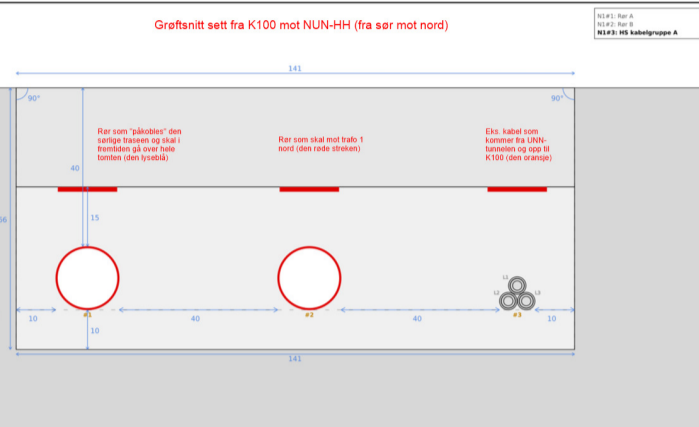 Grøftsnitt sett fra K100 mot NUN-HH (fra sør mot nord)
N1#1: Rør A
N1#2: Rør B
N1#3: HS kabelgruppe A
141
90°
90°
Rør som "påkobles" den
sørlige traseen og skal i
fremtiden gå over hele
tomten (den lyseblå)
Rør som skal mot trafo 1
nord (den røde streken)
Eks. kabel som
kommer fra UNN-
tunnelen og opp til
K100 (den oransje)
40
15
66
L1
L2
L3
#1
#2
#3
10
40
40
10
10
141